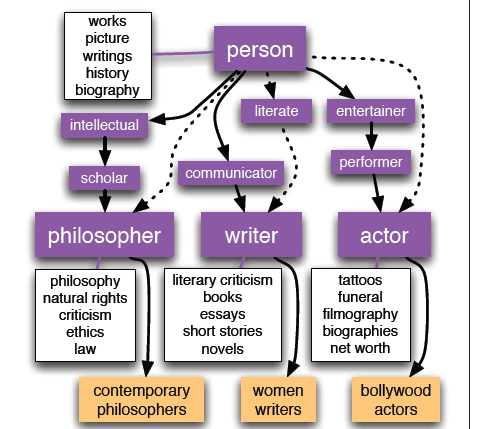 works
picture
writings
history
biography
person
intellectual
literate
entertainer
scholar
communicator
performer
philosopher
writer
actor
philosophy
natural rights
criticism
ethics
law
literary criticism
books
essays
short stories
novels
tattoos
funeral
filmography
biographies
net worth
contemporary
philosophers
women
writers
bollywood
actors